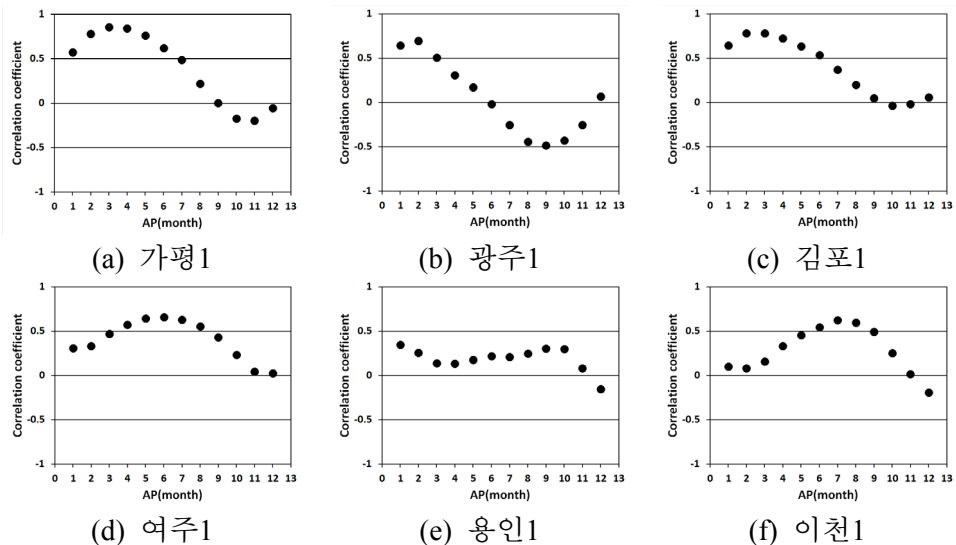 1
0.5
0
-0.5
-1
Correlation coefficient
0 1 2 3 4 5 6 7 8 9 10 11 12 13
AP(month)
(a) 가평1
1
0.5
0
-0.5
-1
Correlation coefficient
0 1 2 3 4 5 6 7 8 9 10 11 12 13
AP(month)
(b) 광주1
1
0.5
0
-0.5
-1
Correlation coefficient
0 1 2 3 4 5 6 7 8 9 10 11 12 13
AP(month)
(c) 김포1
1
0.5
0
-0.5
-1
Correlation coefficient
0 1 2 3 4 5 6 7 8 9 10 11 12 13
AP(month)
(d) 여주1
1
0.5
0
-0.5
-1
Correlation coefficient
0 1 2 3 4 5 6 7 8 9 10 11 12 13
AP(month)
(e) 용인1
1
0.5
0
-0.5
-1
Correlation coefficient
0 1 2 3 4 5 6 7 8 9 10 11 12 13
AP(month)
(f) 이천1